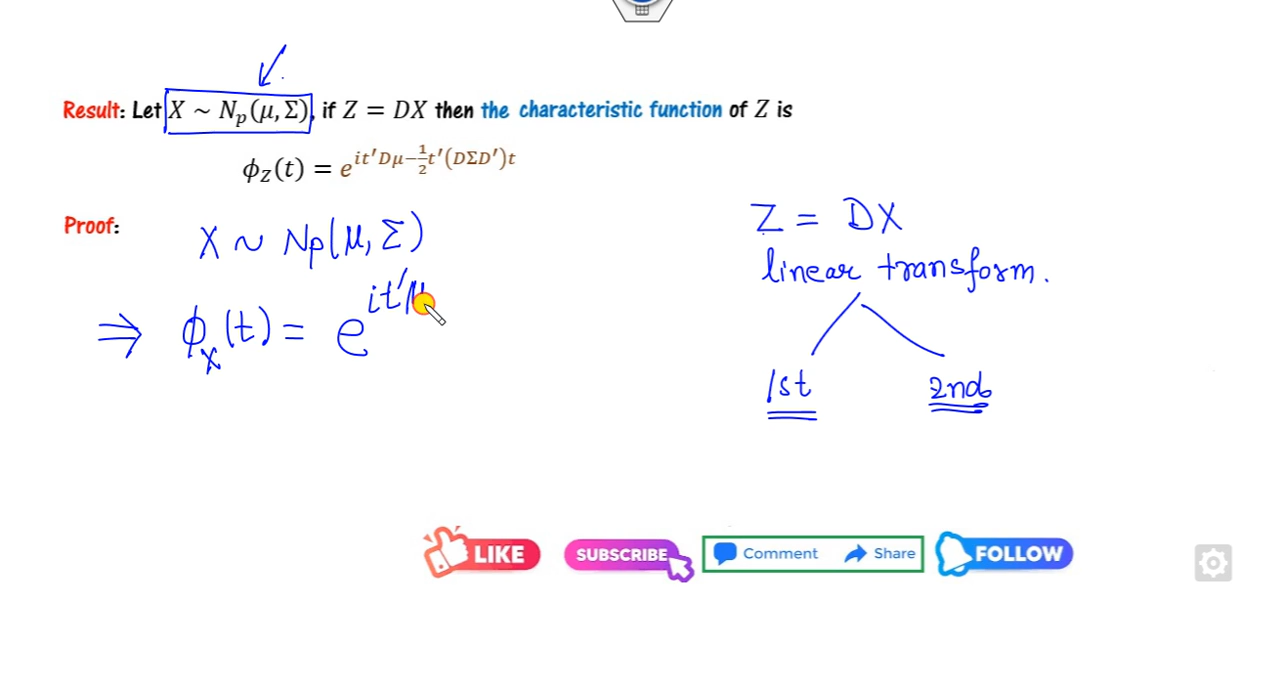 Result: Let X ~ Nₚ(μ, Σ), if Z = DX then the characteristic function of Z is
ϕ_Z(t) = e^{it′Dμ−½t′(DΣD′)t}
Proof:
X ~ Np(μ, Σ)
⇒ ϕ_X(t) = e^{it′μ
Z = DX
linear transform.
1st 2nd
LIKE SUBSCRIBE Comment Share FOLLOW